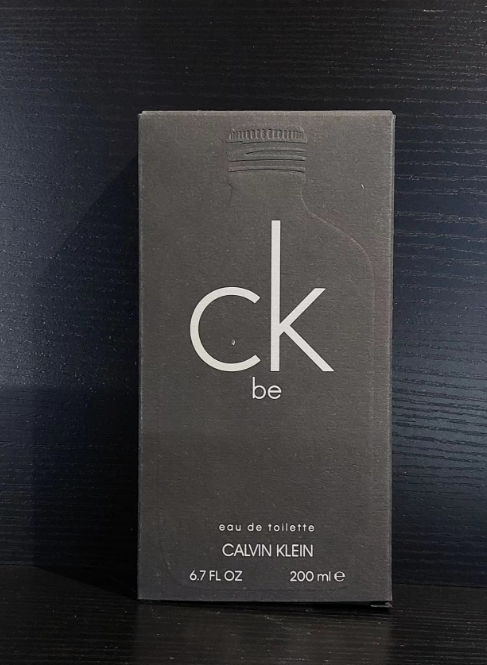 ck
be
eau de toilette
CALVIN KLEIN
6.7 FL OZ 200 ml ℮